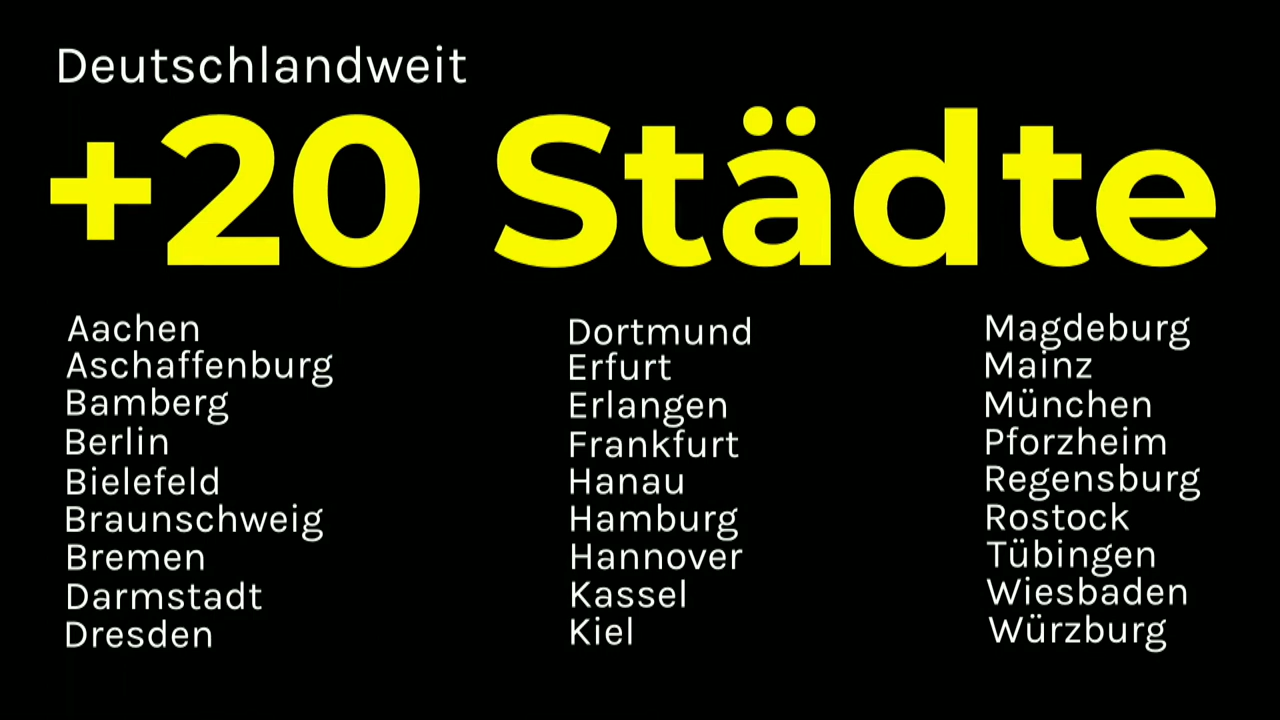 Deutschlandweit
+20 Städte
Aachen
Aschaffenburg
Bamberg
Berlin
Bielefeld
Braunschweig
Bremen
Darmstadt
Dresden
Dortmund
Erfurt
Erlangen
Frankfurt
Hanau
Hamburg
Hannover
Kassel
Kiel
Magdeburg
Mainz
München
Pforzheim
Regensburg
Rostock
Tübingen
Wiesbaden
Würzburg